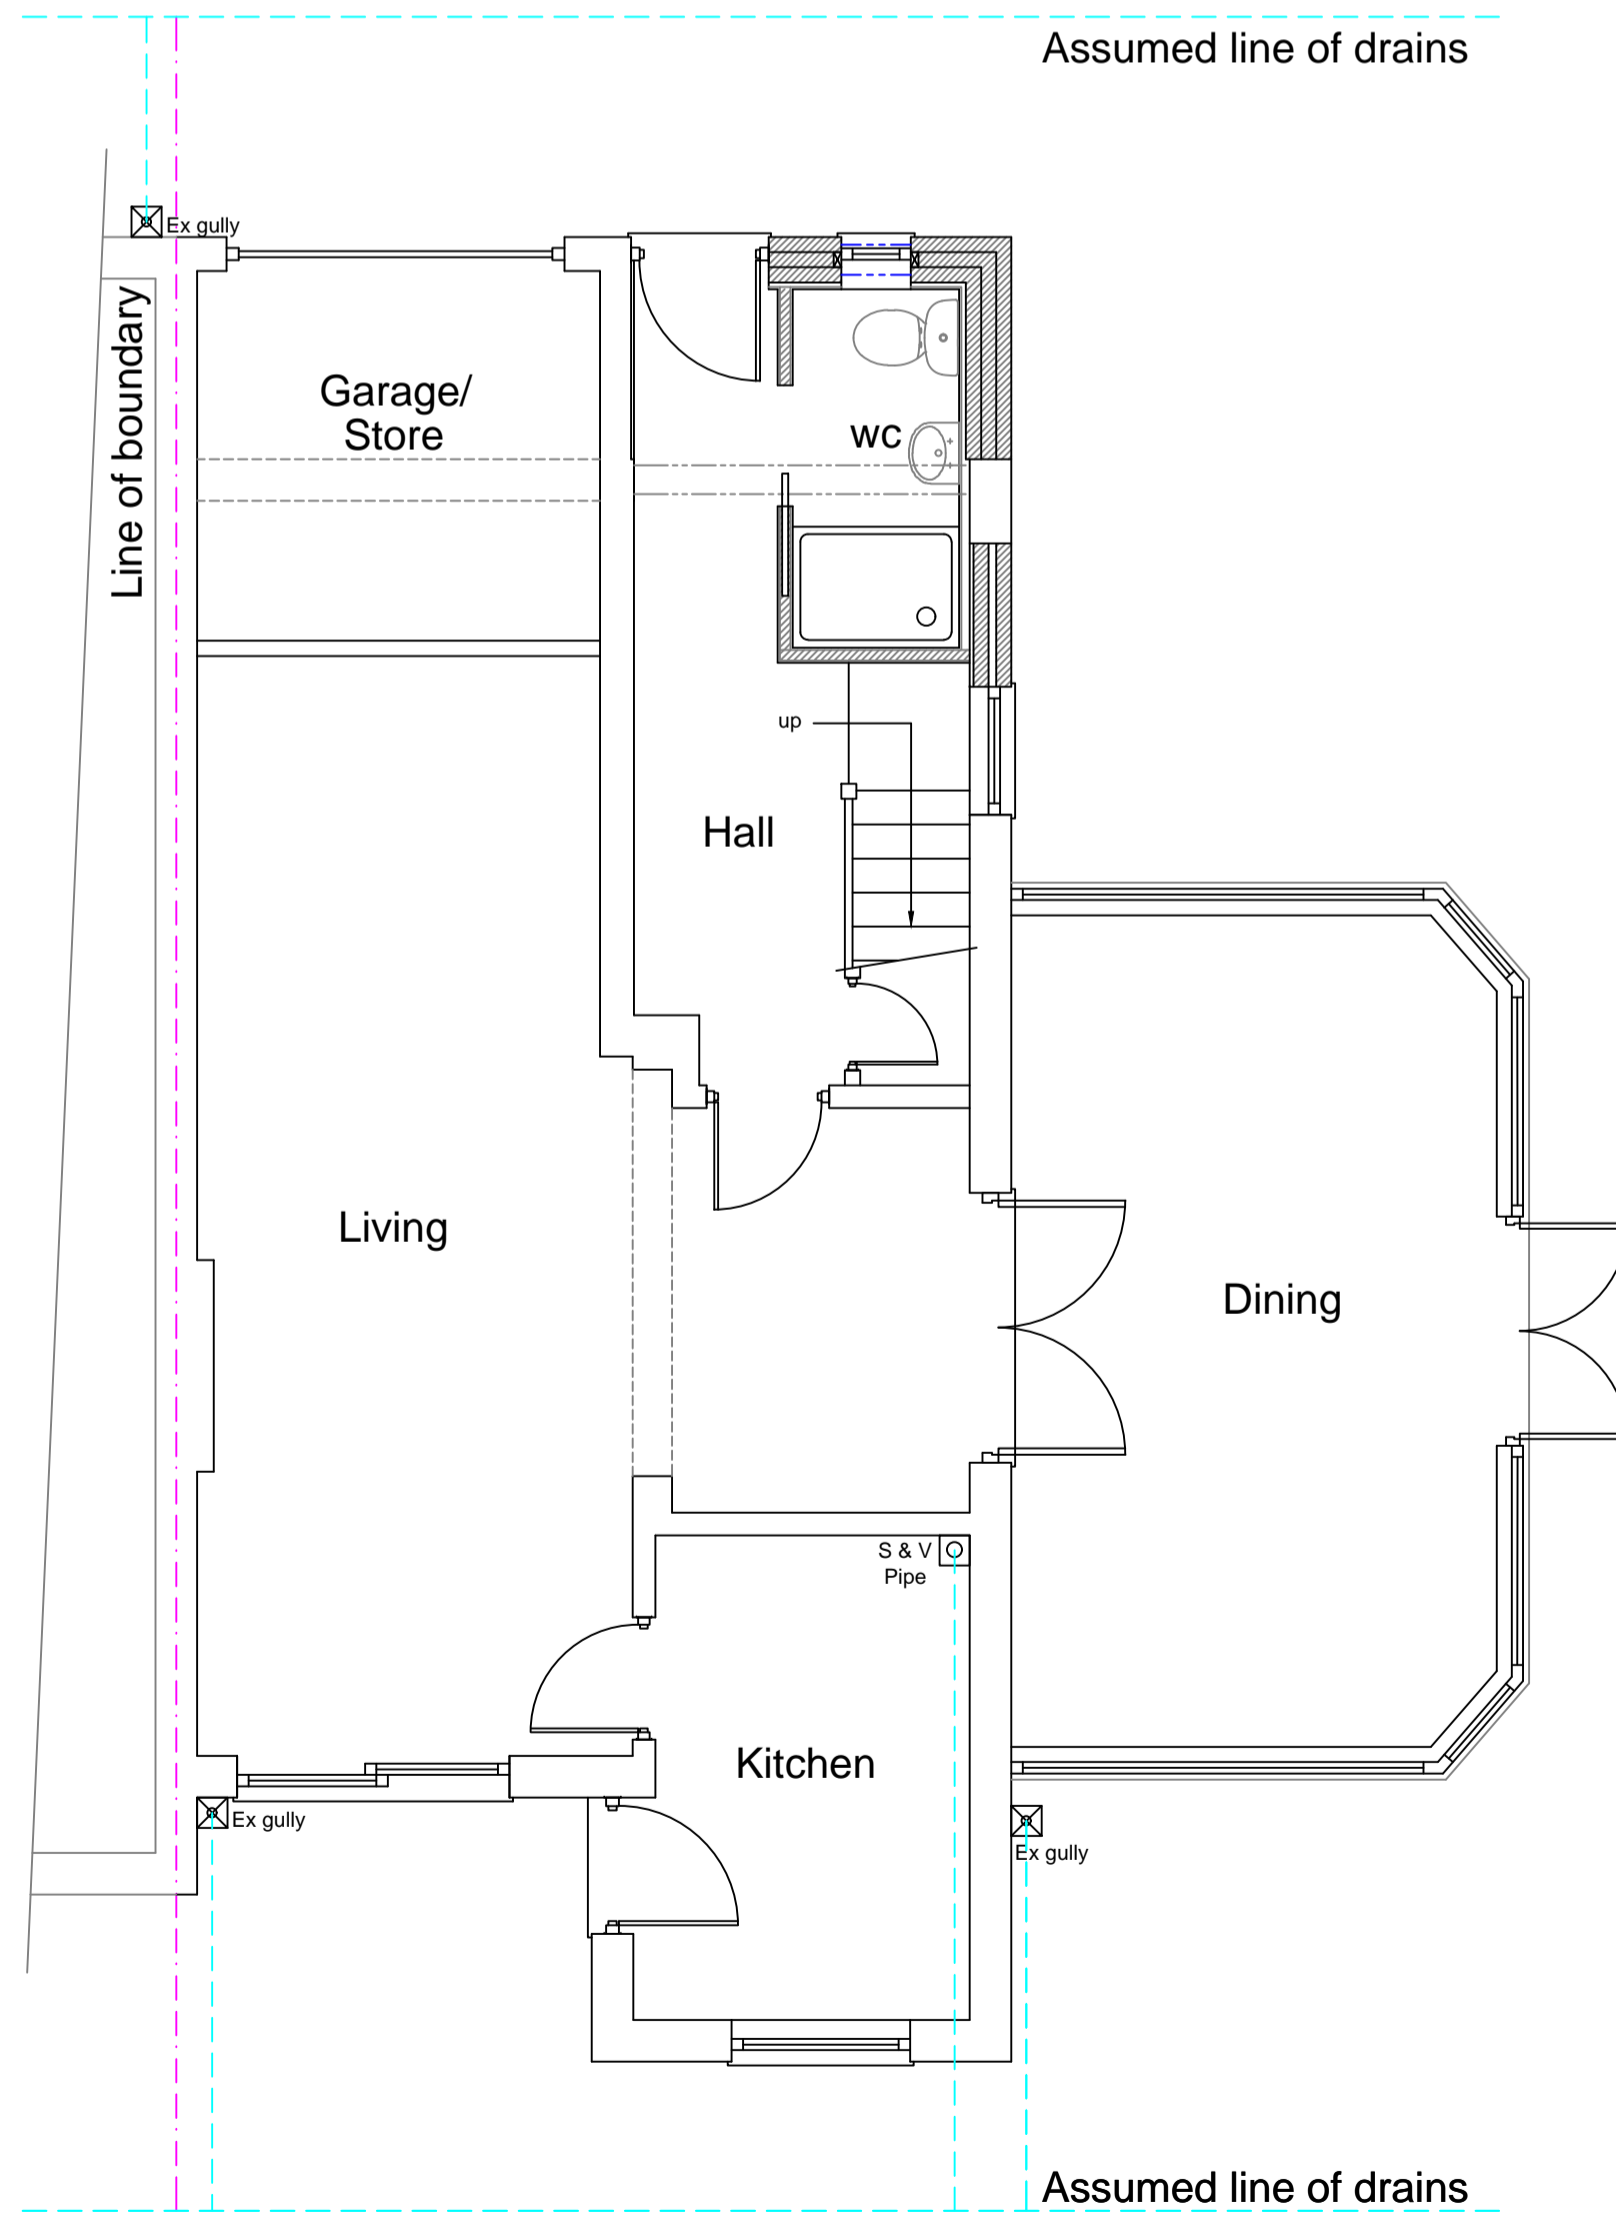 Assumed line of drains
Ex gully
Line of boundary
Garage/
Store
wc
up
Hall
Living
Dining
S & V
Pipe
Kitchen
Ex gully
Ex gully
Assumed line of drains